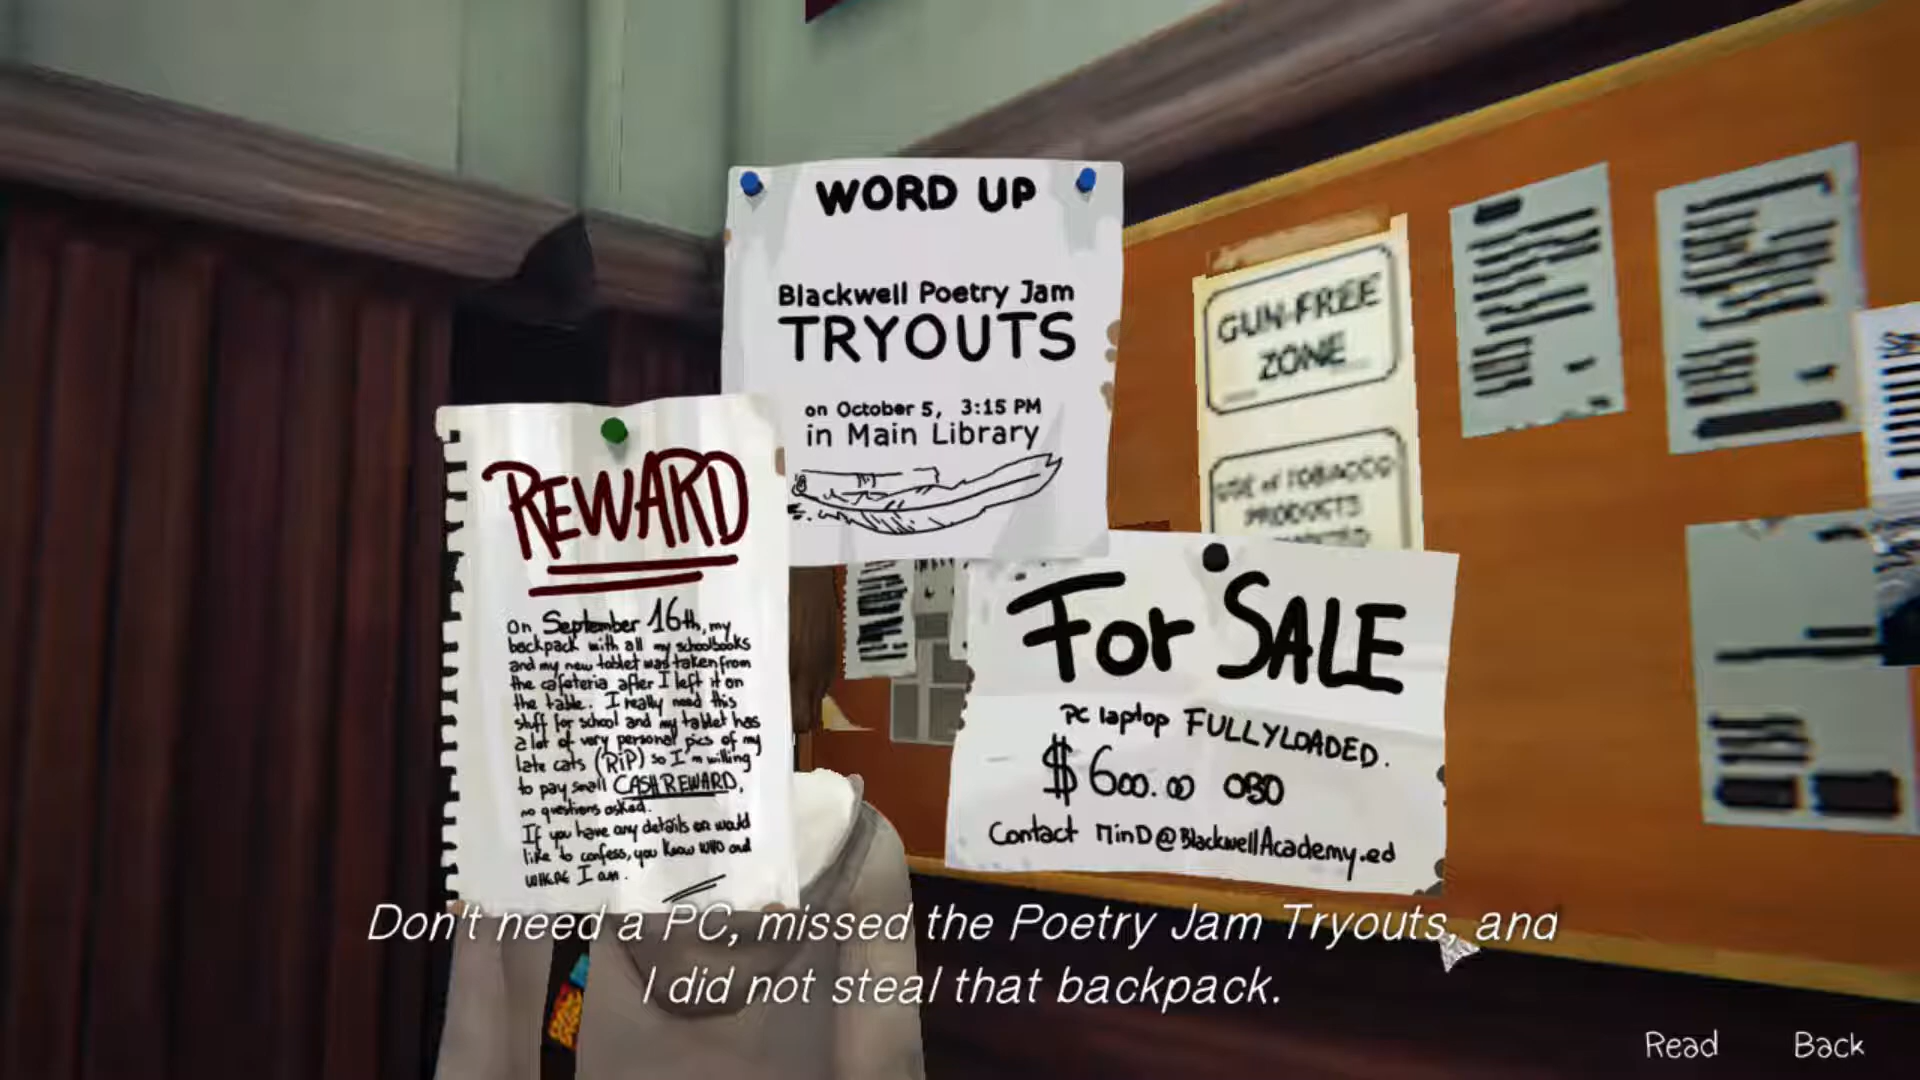 WORD UP
Blackwell Poetry Jam
TRYOUTS
on October 5, 3:15 PM
in Main Library
GUN-FREE
ZONE
USE of TOBACCO
PRODUCTS
REWARD
On September 16th, my
backpack with all my schoolbooks
and my new tablet was taken from
the cafeteria after I left it on
the table. I really need this
stuff for school and my tablet has
a lot of very personal pics of my
late cats (RiP) so I'm willing
to pay small CASH REWARD,
no questions asked.
If you have any details or would
like to confess, you know WHO and
WHERE I am.
For SALE
PC laptop FULLYLOADED.
$600.00 OBO
Contact MinD@BlackwellAcademy.ed
Don't need a PC, missed the Poetry Jam Tryouts, and
I did not steal that backpack.
Read Back